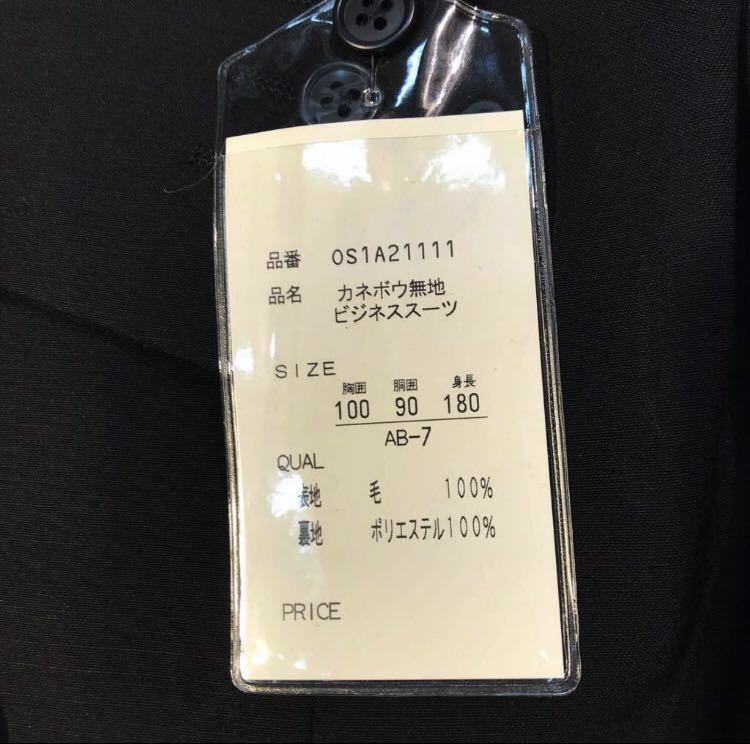 品番 OS1A21111
品名 カネボウ無地
ビジネススーツ
SIZE
胸囲 胴囲 身長
100 90 180
AB-7
QUAL
表地 毛 100%
裏地 ポリエステル100%
PRICE